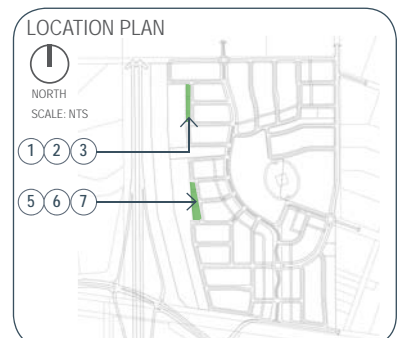 LOCATION PLAN
NORTH
SCALE: NTS
1 2 3
5 6 7